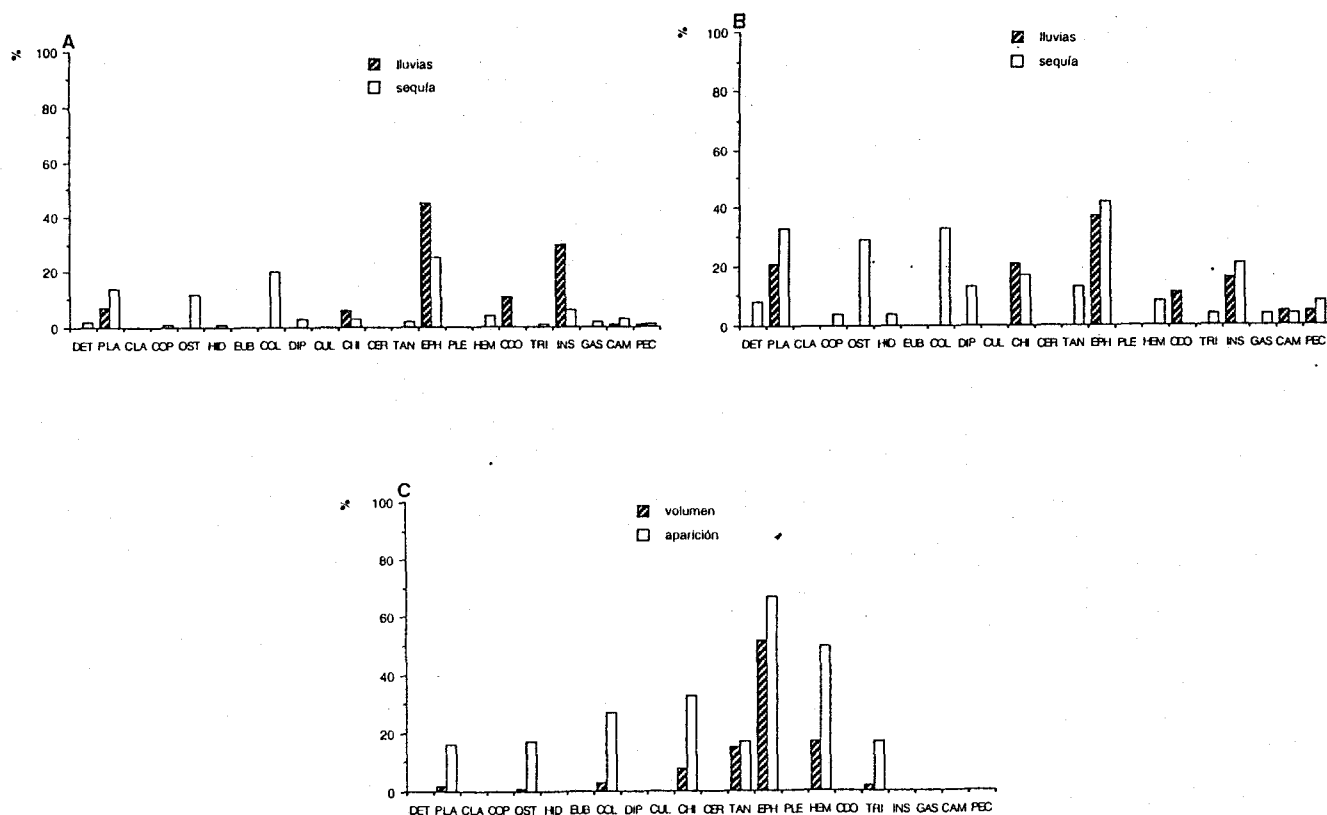 A
%
100
80
60
40
20
0
lluvias
sequía
DET PLA CLA COP OST HID EUB COL DIP CUL CHI CER TAN EPH PLE HEM ODO TRI INS GAS CAM PEC
B
%
100
80
60
40
20
0
lluvias
sequía
DET PLA CLA COP OST HID EUB COL DIP CUL CHI CER TAN EPH PLE HEM ODO TRI INS GAS CAM PEC
C
%
100
80
60
40
20
0
volumen
aparición
DET PLA CLA COP OST HID EUB COL DIP CUL CHI CER TAN EPH PLE HEM ODO TRI INS GAS CAM PEC